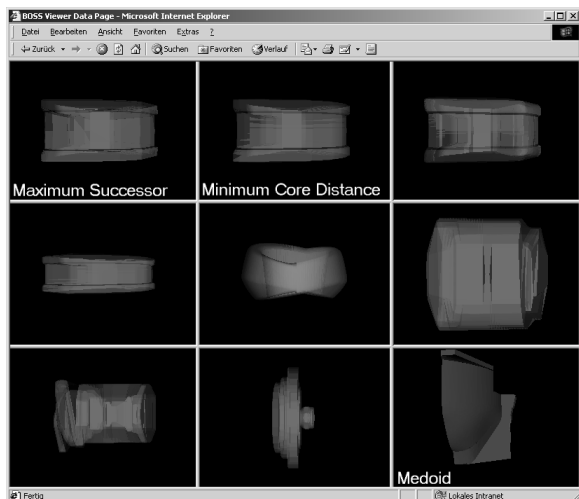 BOSS Viewer Data Page - Microsoft Internet Explorer
Datei Bearbeiten Ansicht Favoriten Extras ?
Zurück Suchen Favoriten Verlauf
Maximum Successor Minimum Core Distance
Medoid
Fertig Lokales Intranet